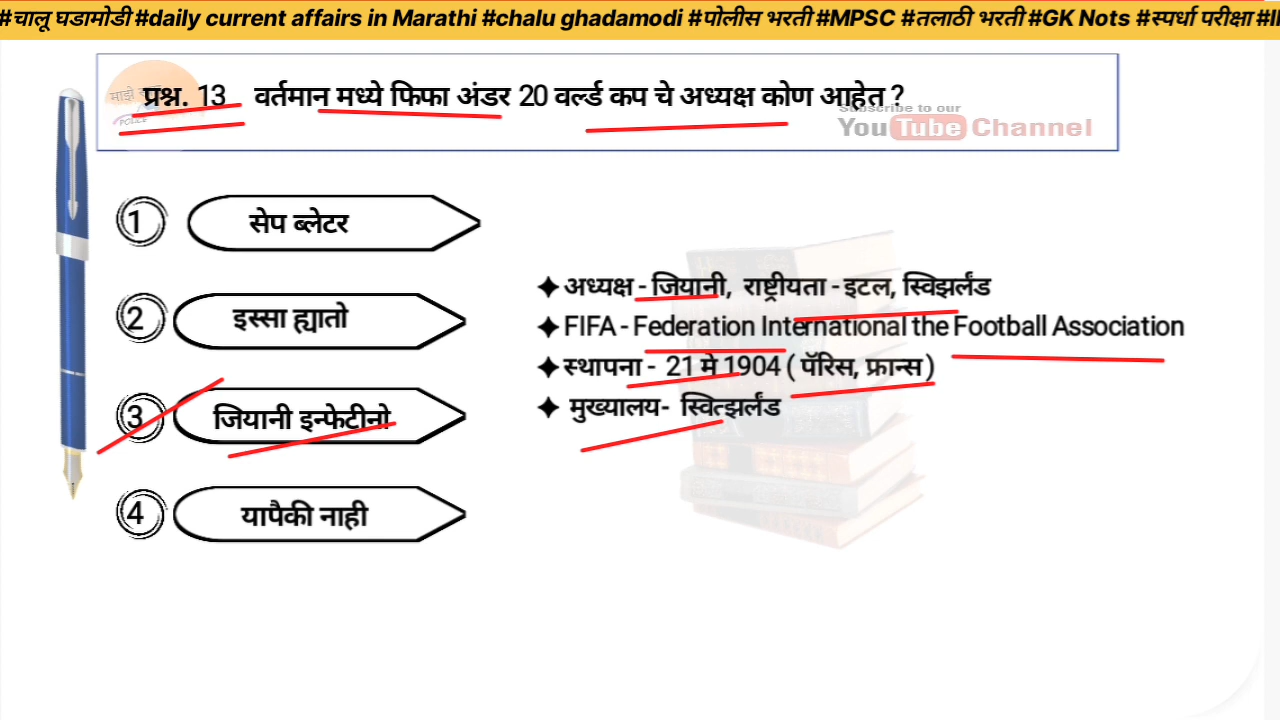 #चालू घडामोडी #daily current affairs in Marathi #chalu ghadamodi #पोलीस भरती #MPSC #तलाठी भरती #GK Nots #स्पर्धा परीक्षा
प्रश्न. 13 वर्तमान मध्ये फिफा अंडर 20 वर्ल्ड कप चे अध्यक्ष कोण आहेत ?
Subscribe to our
YouTube Channel
1 सेप ब्लेटर
2 इस्सा ह्यातो
3 जियानी इन्फेटीनो
4 यापैकी नाही
अध्यक्ष - जियानी, राष्ट्रीयता - इटल, स्विझर्लंड
FIFA - Federation International the Football Association
स्थापना - 21 मे 1904 ( पॅरिस, फ्रान्स )
मुख्यालय- स्वित्झर्लंड